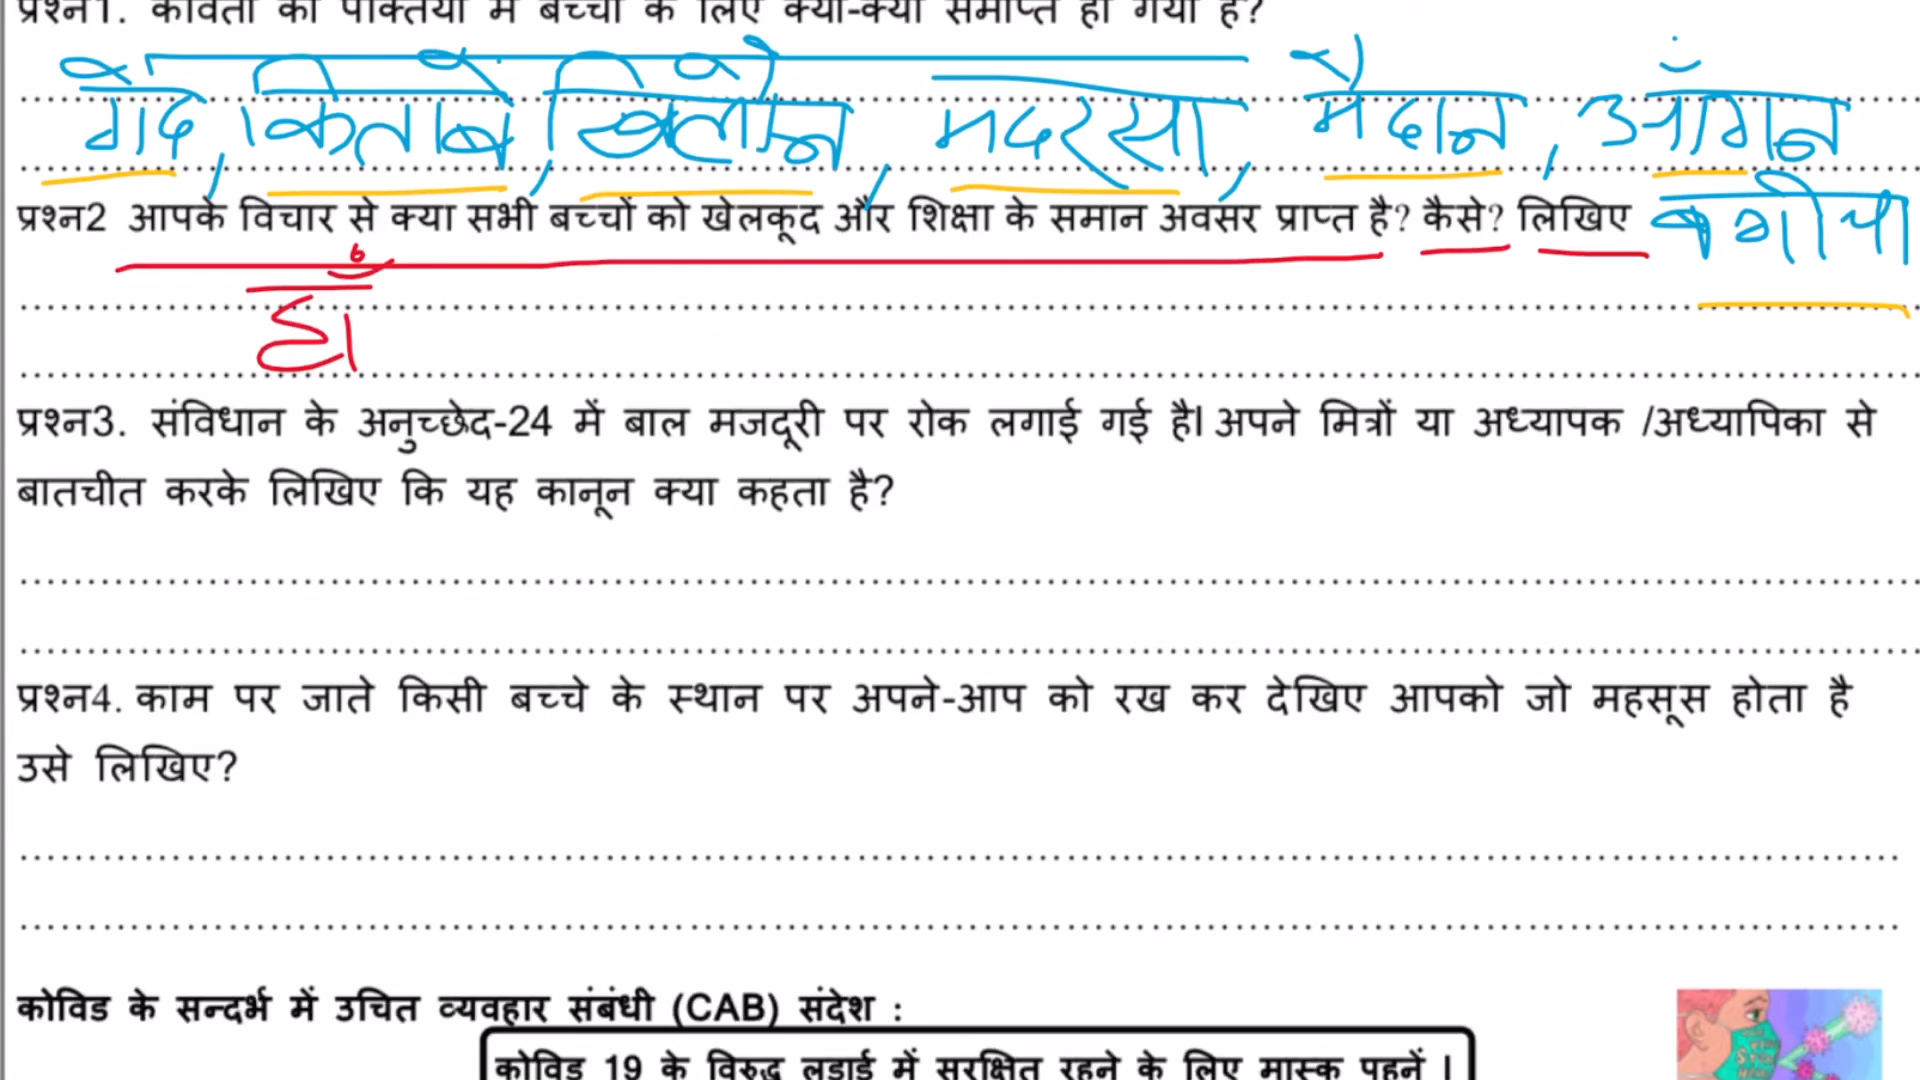 प्रश्न1. कविता की पंक्तियों में बच्चों के लिए क्या-क्या समाप्त हो गया है?
गेंद, किताबें, खिलौने, मदरसा, मैदान, आँगन
बगीचा
प्रश्न2 आपके विचार से क्या सभी बच्चों को खेलकूद और शिक्षा के समान अवसर प्राप्त है? कैसे? लिखिए
हाँ
प्रश्न3. संविधान के अनुच्छेद-24 में बाल मजदूरी पर रोक लगाई गई है। अपने मित्रों या अध्यापक /अध्यापिका से
बातचीत करके लिखिए कि यह कानून क्या कहता है?
प्रश्न4. काम पर जाते किसी बच्चे के स्थान पर अपने-आप को रख कर देखिए आपको जो महसूस होता है
उसे लिखिए?
कोविड के सन्दर्भ में उचित व्यवहार संबंधी (CAB) संदेश :
कोविड 19 के विरुद्ध लडाई में सुरक्षित रहने के लिए मास्क पहनें |